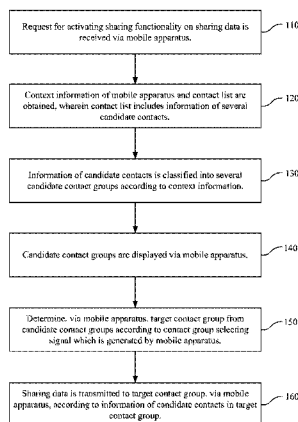 Request for activating sharing functionality on sharing data is
received via mobile apparatus.
110
Context information of mobile apparatus and contact list are
obtained, wherein contact list includes information of several
candidate contacts.
120
Information of candidate contacts is classified into several
candidate contact groups according to context information.
130
Candidate contact groups are displayed via mobile apparatus.
140
Determine, via mobile apparatus, target contact group from
candidate contact groups according to contact group selecting
signal which is generated by mobile apparatus.
150
Sharing data is transmitted to target contact group, via mobile
apparatus, according to information of candidate contacts in target
contact group.
160